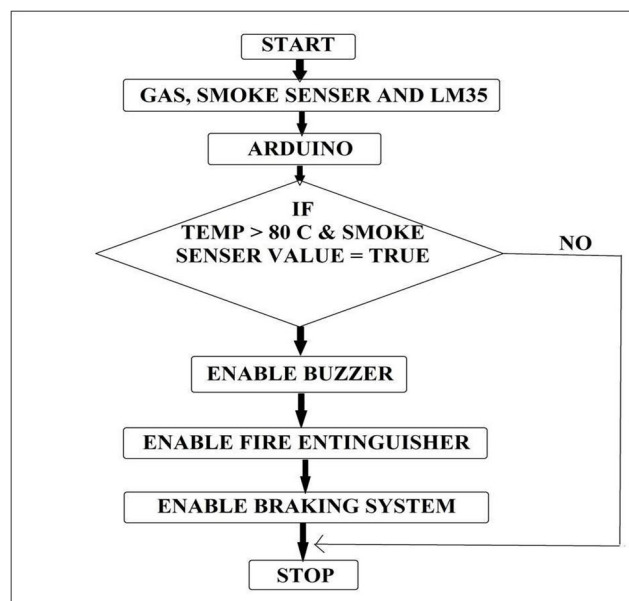 START
GAS, SMOKE SENSER AND LM35
ARDUINO
IF
TEMP > 80 C & SMOKE
SENSER VALUE = TRUE
NO
ENABLE BUZZER
ENABLE FIRE ENTINGUISHER
ENABLE BRAKING SYSTEM
STOP